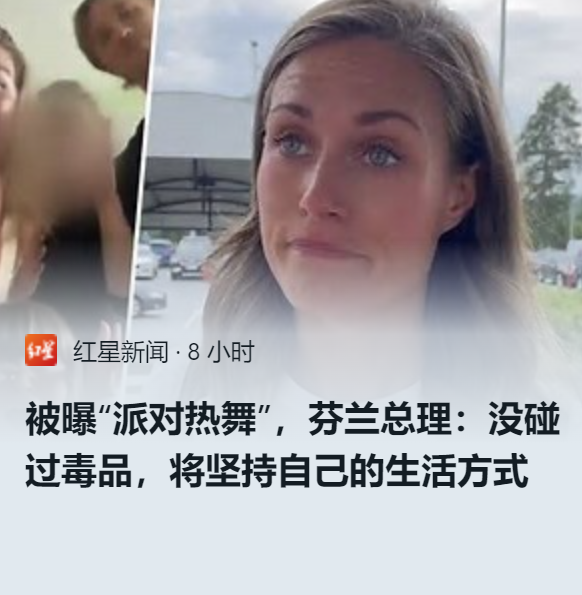 红星
红星新闻 · 8 小时
被曝“派对热舞”，芬兰总理：没碰
过毒品，将坚持自己的生活方式